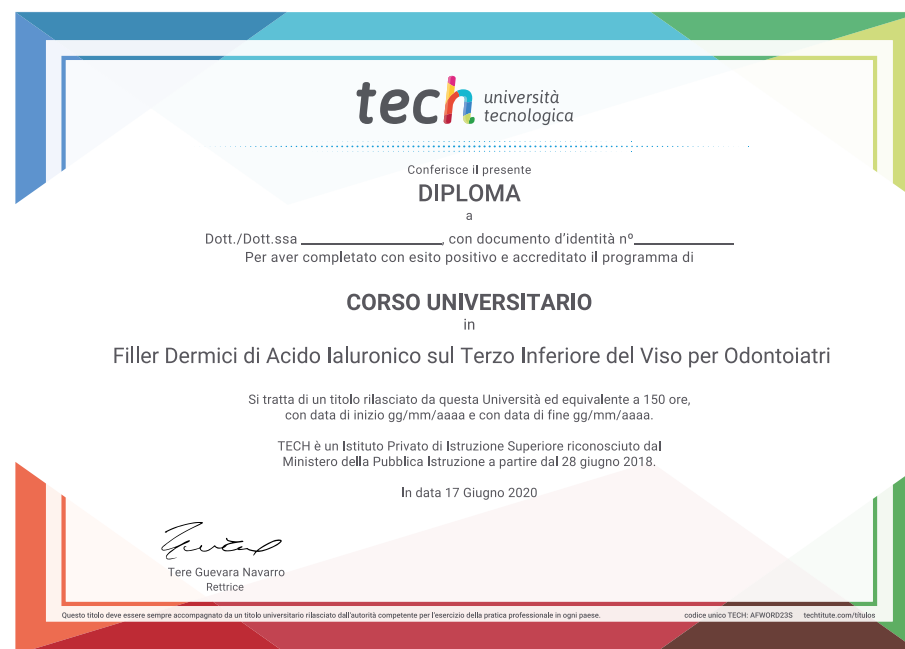 tech università
tecnologica
Conferisce il presente
DIPLOMA
a
Dott./Dott.ssa ____________________, con documento d'identità nº______________
Per aver completato con esito positivo e accreditato il programma di
CORSO UNIVERSITARIO
in
Filler Dermici di Acido Ialuronico sul Terzo Inferiore del Viso per Odontoiatri
Si tratta di un titolo rilasciato da questa Università ed equivalente a 150 ore,
con data di inizio gg/mm/aaaa e con data di fine gg/mm/aaaa.
TECH è un Istituto Privato di Istruzione Superiore riconosciuto dal
Ministero della Pubblica Istruzione a partire dal 28 giugno 2018.
In data 17 Giugno 2020
Tere Guevara Navarro
Rettrice
Questo titolo deve essere sempre accompagnato da un titolo universitario rilasciato dall'autorità competente per l'esercizio della pratica professionale in ogni paese. codice unico TECH: AFWORD23S techtitute.com/titulos